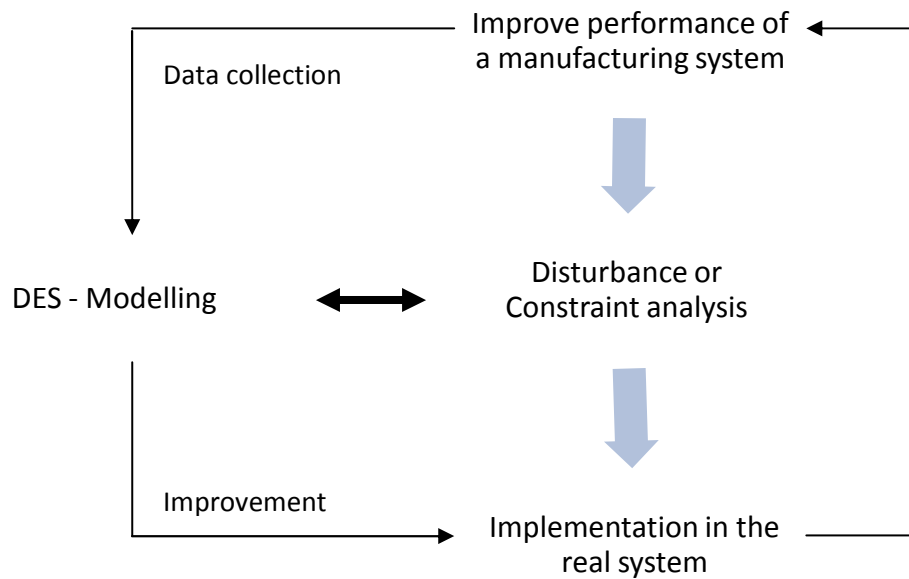 Improve performance of
a manufacturing system
Data collection
DES - Modelling
Disturbance or
Constraint analysis
Improvement
Implementation in the
real system